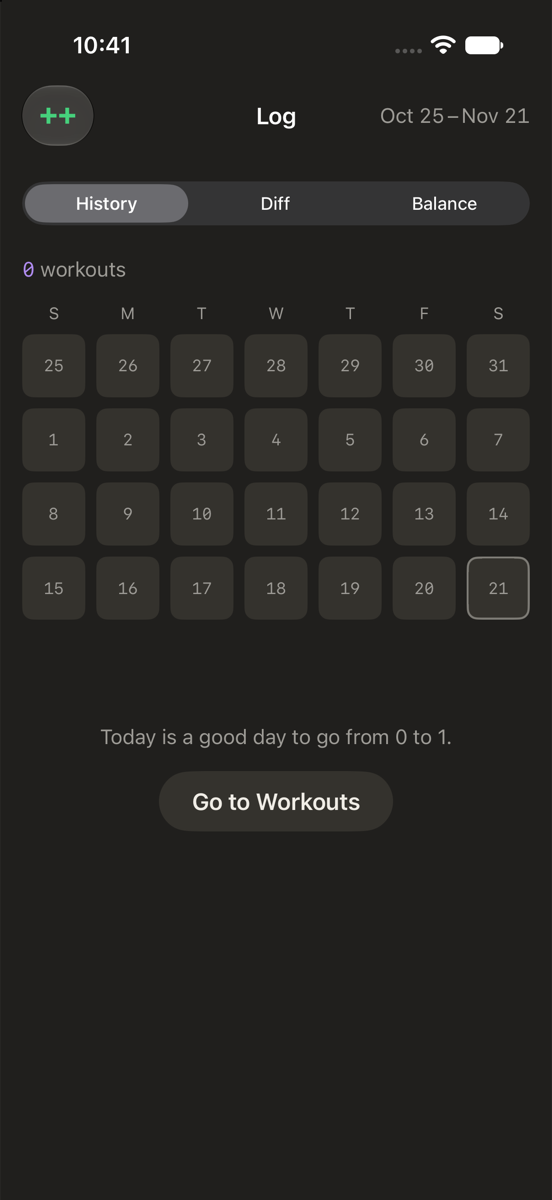 10:41
++
Log
Oct 25–Nov 21
History Diff Balance
0 workouts
S M T W T F S
25 26 27 28 29 30 31
1 2 3 4 5 6 7
8 9 10 11 12 13 14
15 16 17 18 19 20 21
Today is a good day to go from 0 to 1.
Go to Workouts